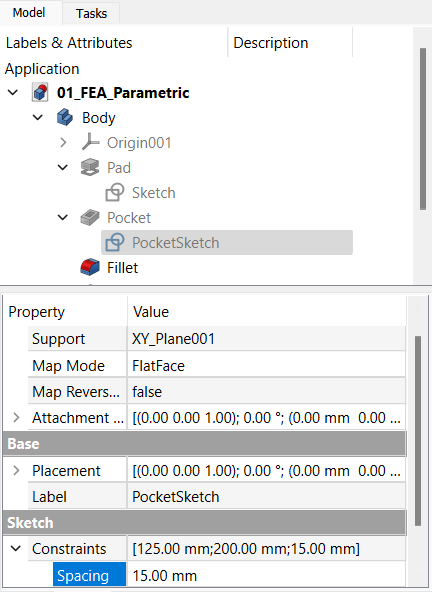 Model Tasks
Labels & Attributes Description
Application
01_FEA_Parametric
Body
Origin001
Pad
Sketch
Pocket
PocketSketch
Fillet
Property Value
Support XY_Plane001
Map Mode FlatFace
Map Revers... false
Attachment ... [(0.00 0.00 1.00); 0.00 °; (0.00 mm 0.00 ...
Base
Placement [(0.00 0.00 1.00); 0.00 °; (0.00 mm 0.00 ...
Label PocketSketch
Sketch
Constraints [125.00 mm;200.00 mm;15.00 mm]
Spacing 15.00 mm